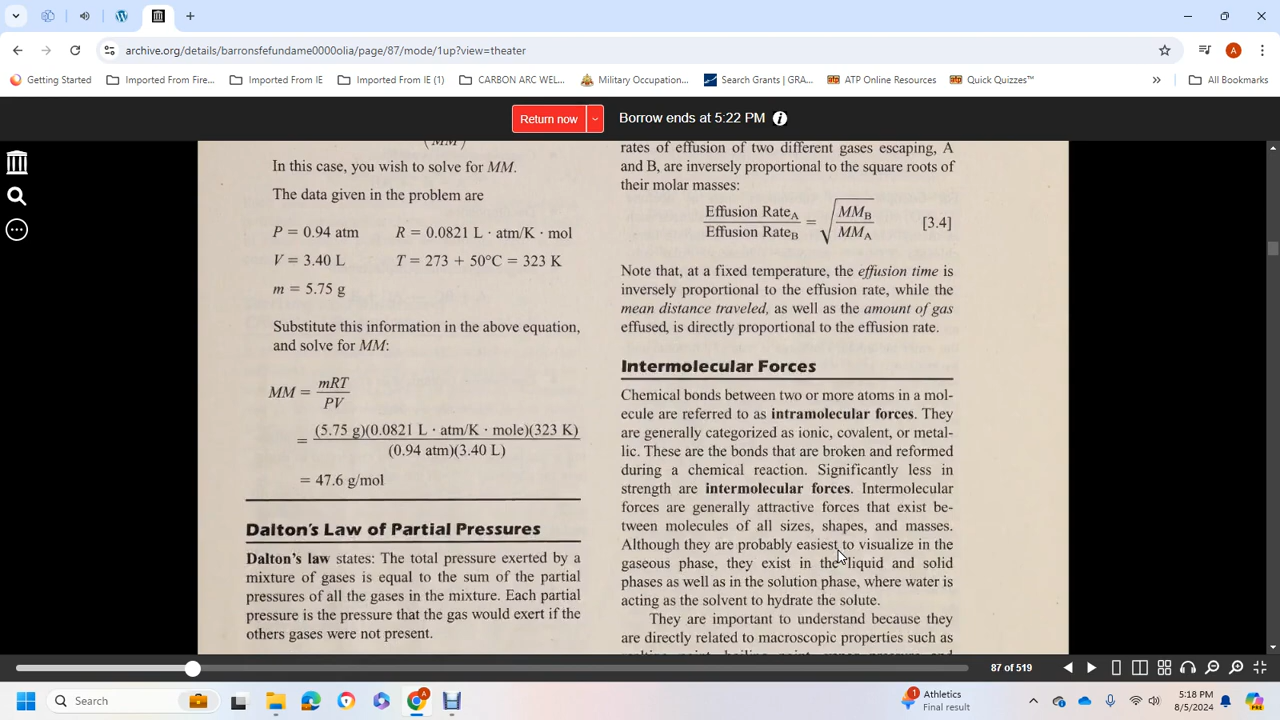 archive.org/details/barronsfefundame0000olia/page/87/mode/1up?view=theater
A
Getting Started
Imported From Fire...
Imported From IE
Imported From IE (1)
CARBON ARC WEL...
Military Occupation...
Search Grants | GRA...
ATP Online Resources
Quick Quizzes™
»
All Bookmarks
Return now
Borrow ends at 5:22 PM
(MM)
In this case, you wish to solve for MM.
The data given in the problem are
P = 0.94 atm R = 0.0821 L · atm/K · mol
V = 3.40 L T = 273 + 50°C = 323 K
m = 5.75 g
Substitute this information in the above equation,
and solve for MM:
MM = mRT
PV
= (5.75 g)(0.0821 L · atm/K · mole)(323 K)
(0.94 atm)(3.40 L)
= 47.6 g/mol
Dalton's Law of Partial Pressures
Dalton's law states: The total pressure exerted by a
mixture of gases is equal to the sum of the partial
pressures of all the gases in the mixture. Each partial
pressure is the pressure that the gas would exert if the
others gases were not present.
rates of effusion of two different gases escaping, A
and B, are inversely proportional to the square roots of
their molar masses:
Effusion RateA
Effusion RateB
= √ MMB
MMA
[3.4]
Note that, at a fixed temperature, the effusion time is
inversely proportional to the effusion rate, while the
mean distance traveled, as well as the amount of gas
effused, is directly proportional to the effusion rate.
Intermolecular Forces
Chemical bonds between two or more atoms in a mol-
ecule are referred to as intramolecular forces. They
are generally categorized as ionic, covalent, or metal-
lic. These are the bonds that are broken and reformed
during a chemical reaction. Significantly less in
strength are intermolecular forces. Intermolecular
forces are generally attractive forces that exist be-
tween molecules of all sizes, shapes, and masses.
Although they are probably easiest to visualize in the
gaseous phase, they exist in the liquid and solid
phases as well as in the solution phase, where water is
acting as the solvent to hydrate the solute.
They are important to understand because they
are directly related to macroscopic properties such as
melting point, boiling point, vapor pressure, and
87 of 519
Search
A
1
Athletics
Final result
5:18 PM
8/5/2024